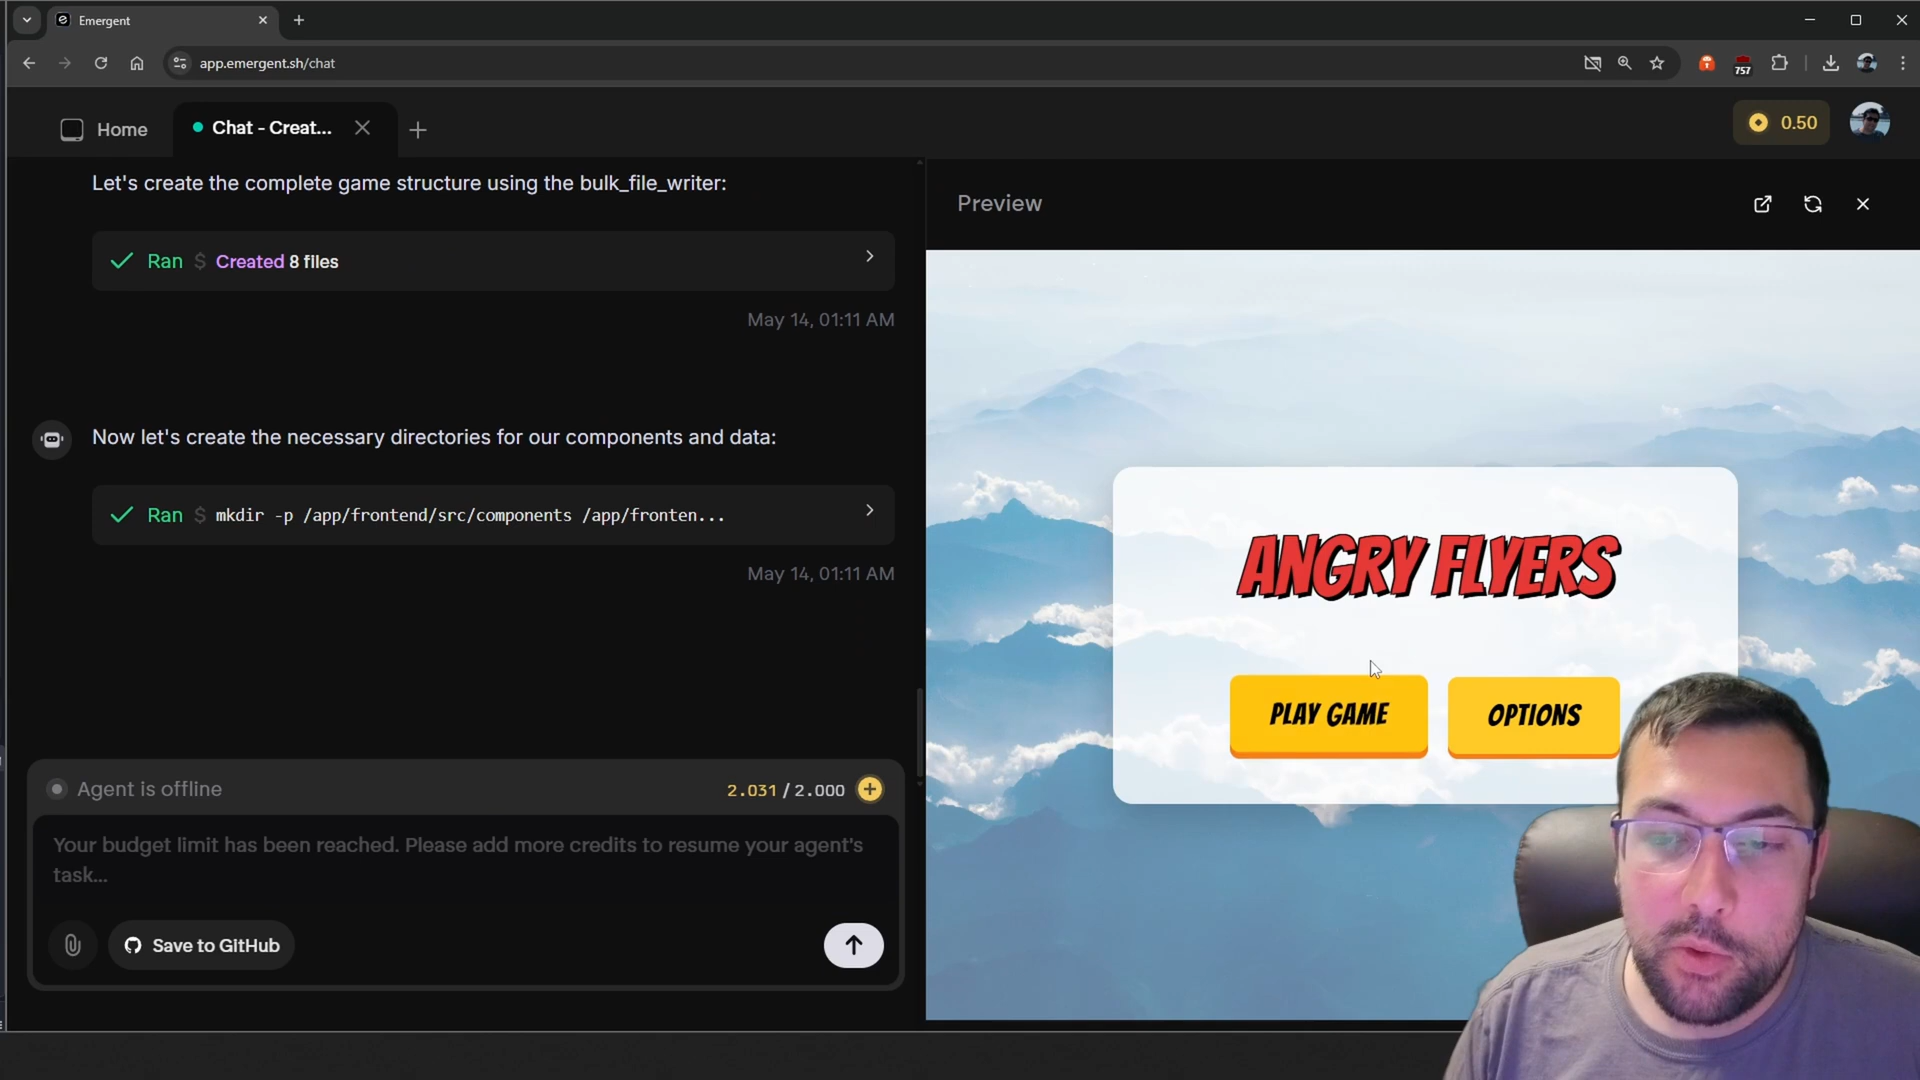 Emergent
app.emergent.sh/chat
757
Home
Chat - Creat...
0.50
Let's create the complete game structure using the bulk_file_writer:
Ran $ Created 8 files
May 14, 01:11 AM
Now let's create the necessary directories for our components and data:
Ran $ mkdir -p /app/frontend/src/components /app/fronten...
May 14, 01:11 AM
Agent is offline
2.031 / 2.000
Your budget limit has been reached. Please add more credits to resume your agent's
task...
Save to GitHub
Preview
ANGRY FLYERS
PLAY GAME
OPTIONS